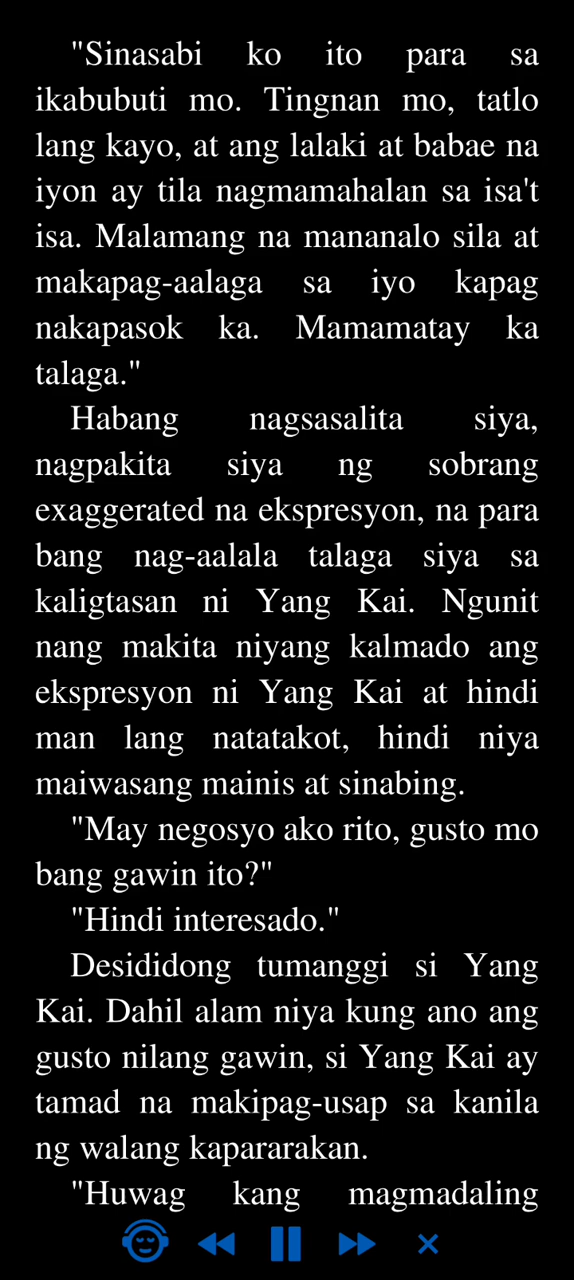 "Sinasabi ko ito para sa
ikabubuti mo. Tingnan mo, tatlo
lang kayo, at ang lalaki at babae na
iyon ay tila nagmamahalan sa isa't
isa. Malamang na mananalo sila at
makapag-aalaga sa iyo kapag
nakapasok ka. Mamamatay ka
talaga."
Habang nagsasalita siya,
nagpakita siya ng sobrang
exaggerated na ekspresyon, na para
bang nag-aalala talaga siya sa
kaligtasan ni Yang Kai. Ngunit
nang makita niyang kalmado ang
ekspresyon ni Yang Kai at hindi
man lang natatakot, hindi niya
maiwasang mainis at sinabing.
"May negosyo ako rito, gusto mo
bang gawin ito?"
"Hindi interesado."
Desididong tumanggi si Yang
Kai. Dahil alam niya kung ano ang
gusto nilang gawin, si Yang Kai ay
tamad na makipag-usap sa kanila
ng walang kapararakan.
"Huwag kang magmadaling